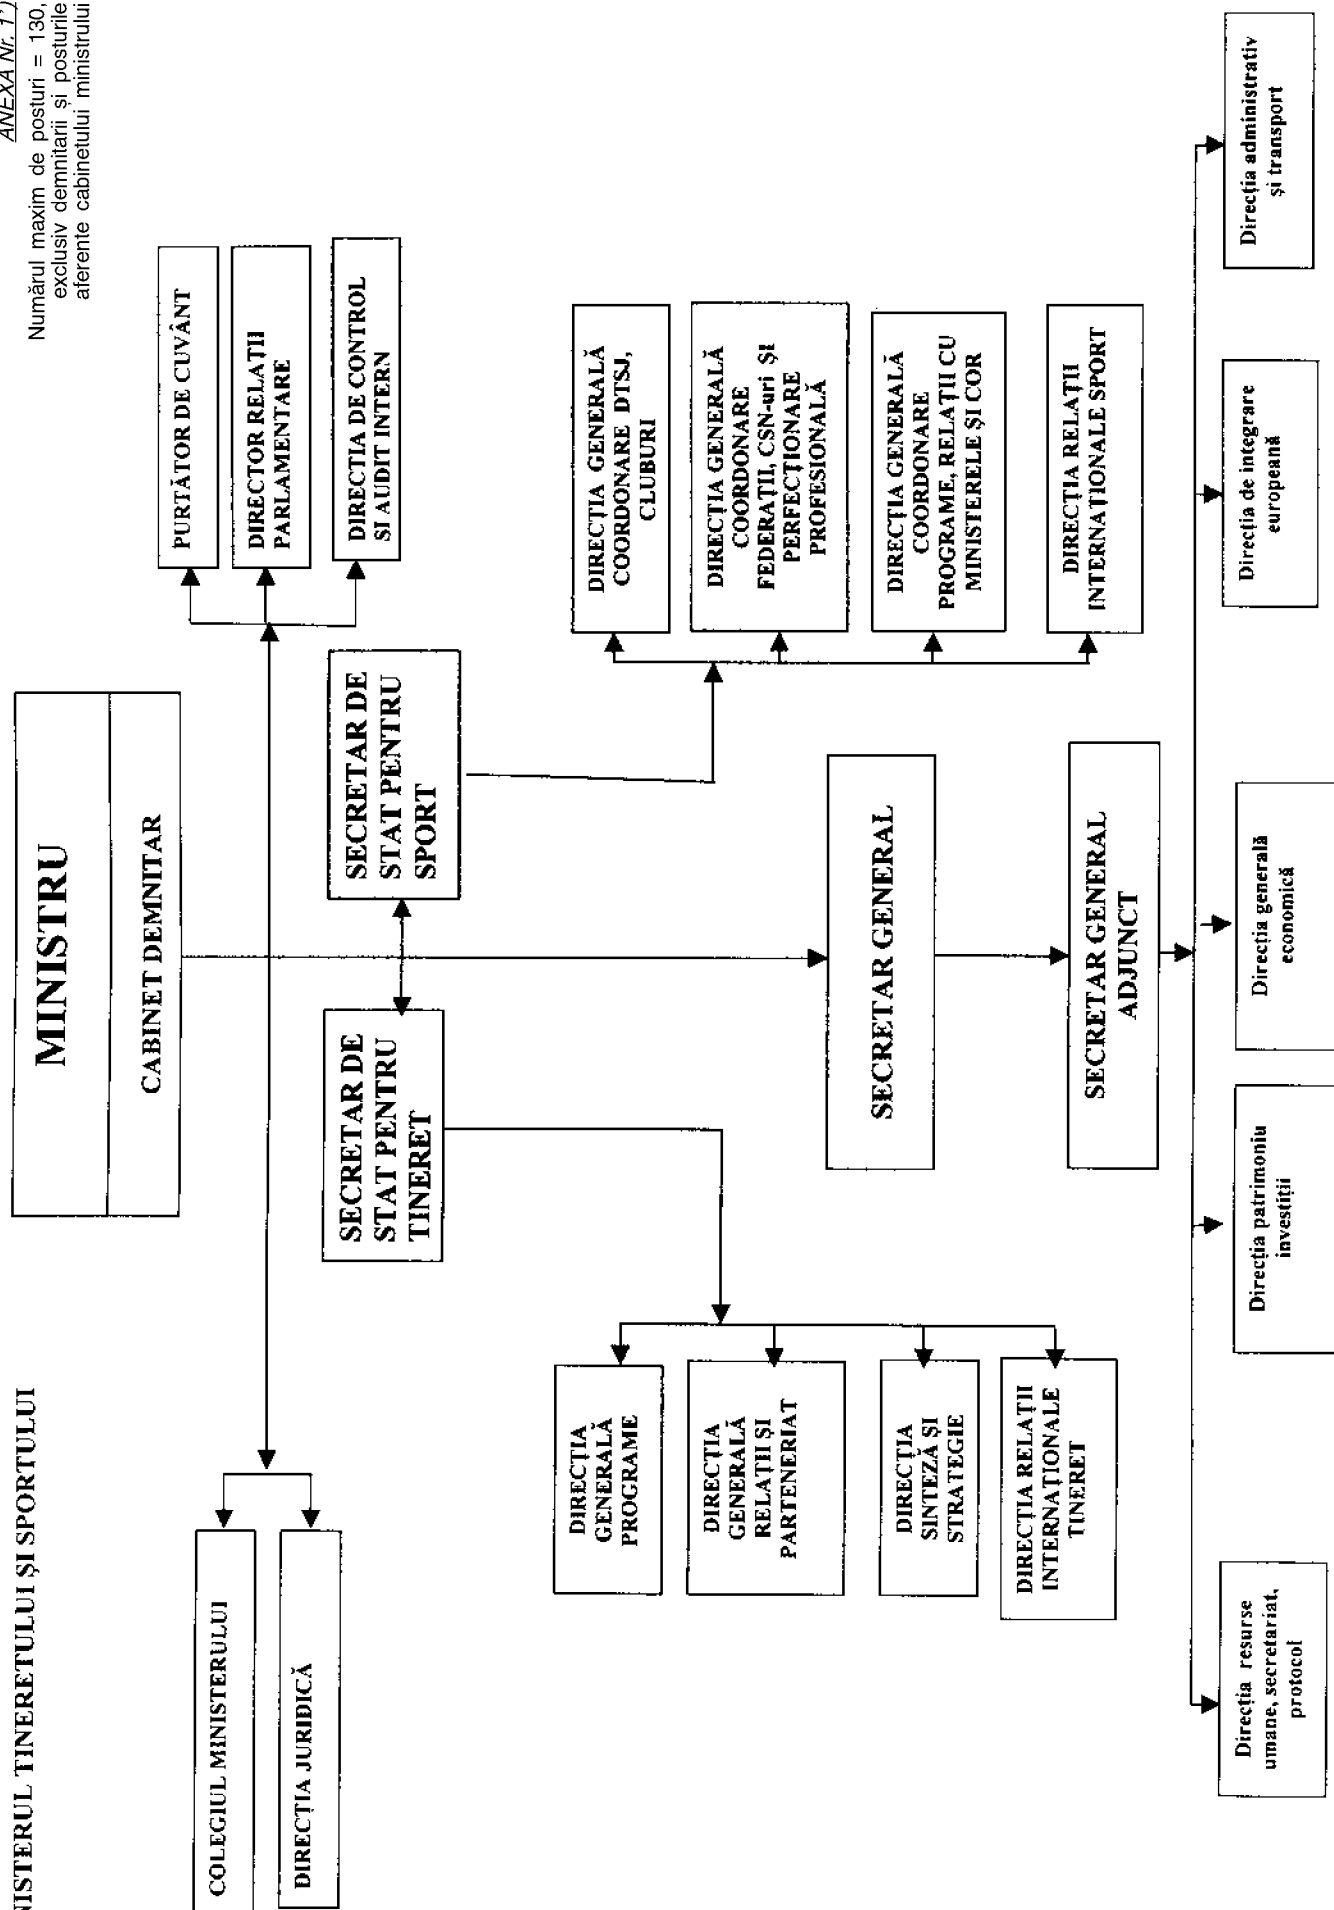 ANEXA Nr. 1*)
Numărul maxim de posturi = 130,
exclusiv demnitarii și posturile
aferente cabinetului ministrului
NISTERUL TINERETULUI ȘI SPORTULUI
MINISTRU
CABINET DEMNITAR
COLEGIUL MINISTERULUI
DIRECȚIA JURIDICĂ
PURTĂTOR DE CUVÂNT
DIRECTOR RELAȚII
PARLAMENTARE
DIRECTIA DE CONTROL
SI AUDIT INTERN
SECRETAR DE
STAT PENTRU
TINERET
SECRETAR DE
STAT PENTRU
SPORT
DIRECȚIA
GENERALĂ
PROGRAME
DIRECȚIA
GENERALĂ
RELAȚII ȘI
PARTENERIAT
DIRECȚIA
SINTEZĂ ȘI
STRATEGIE
DIRECȚIA RELAȚII
INTERNAȚIONALE
TINERET
DIRECȚIA GENERALĂ
COORDONARE DTSJ,
CLUBURI
DIRECȚIA GENERALĂ
COORDONARE
FEDERAȚII, CSN-uri ȘI
PERFECȚIONARE
PROFESIONALĂ
DIRECȚIA GENERALĂ
COORDONARE
PROGRAME, RELAȚII CU
MINISTERELE ȘI COR
DIRECȚIA RELAȚII
INTERNAȚIONALE SPORT
SECRETAR GENERAL
SECRETAR GENERAL
ADJUNCT
Direcția resurse
umane, secretariat,
protocol
Direcția patrimoniu
investiții
Direcția generală
economică
Direcția de integrare
europeană
Direcția administrativ
și transport